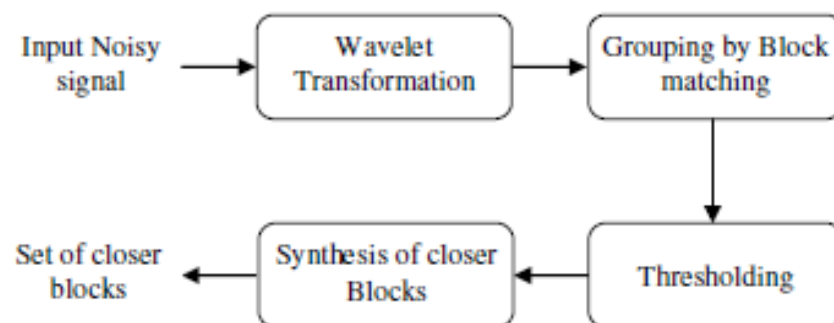 Input Noisy
signal
Wavelet
Transformation
Grouping by Block
matching
Thresholding
Synthesis of closer
Blocks
Set of closer
blocks